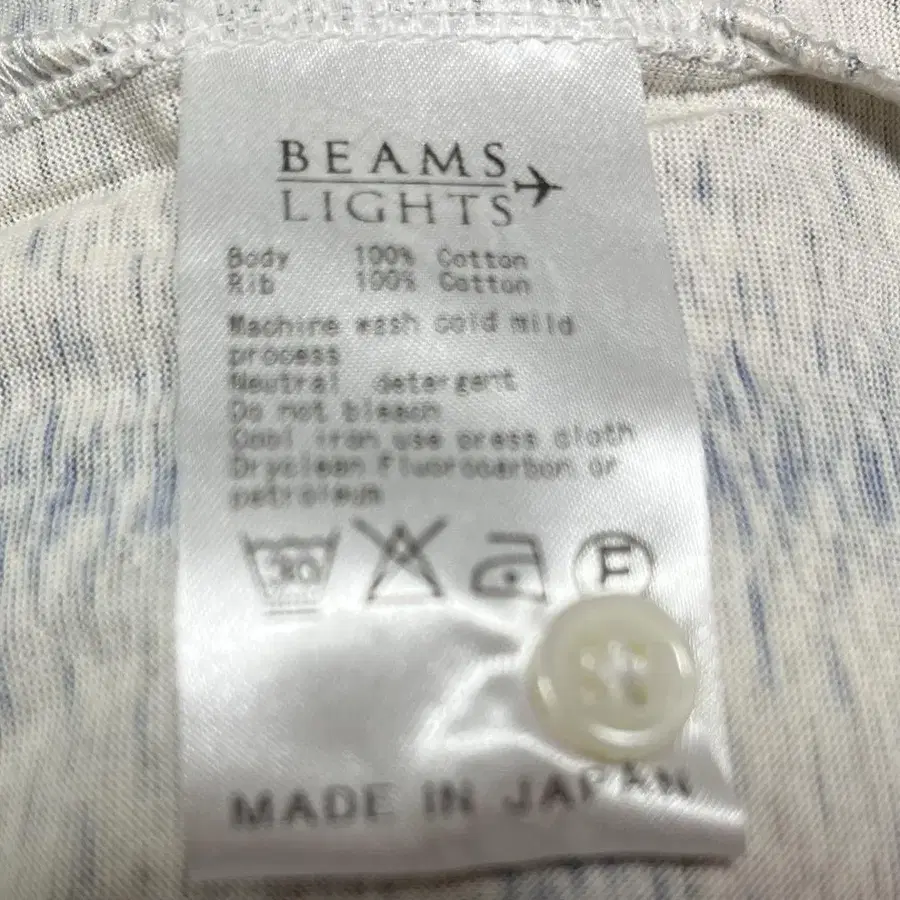 BEAMS
LIGHTS
Body 100% Cotton
Rib 100% Cotton
Machine wash cold mild
process
Neutral detergent
Do not bleach
Cool iron use press cloth
Dryclean Fluorocarbon or
petroleum
30
F
MADE IN JAPAN